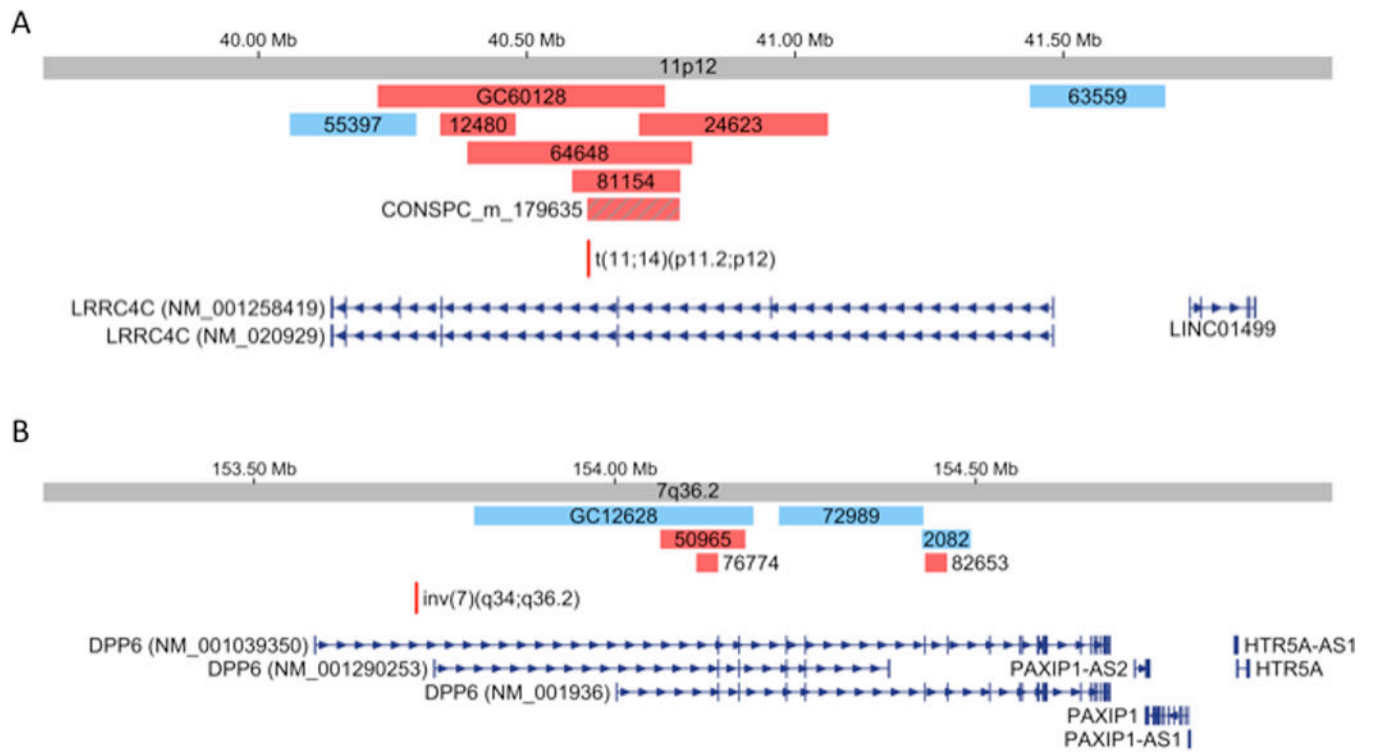 A
40.00 Mb 40.50 Mb 41.00 Mb 41.50 Mb
11p12
GC60128 63559
55397 12480 24623
64648
81154
CONSPC_m_179635
t(11;14)(p11.2;p12)
LRRC4C (NM_001258419)
LRRC4C (NM_020929) LINC01499
B
153.50 Mb 154.00 Mb 154.50 Mb
7q36.2
GC12628 72989
50965 2082
76774 82653
inv(7)(q34;q36.2)
DPP6 (NM_001039350) HTR5A-AS1
DPP6 (NM_001290253) PAXIP1-AS2 HTR5A
DPP6 (NM_001936)
PAXIP1
PAXIP1-AS1